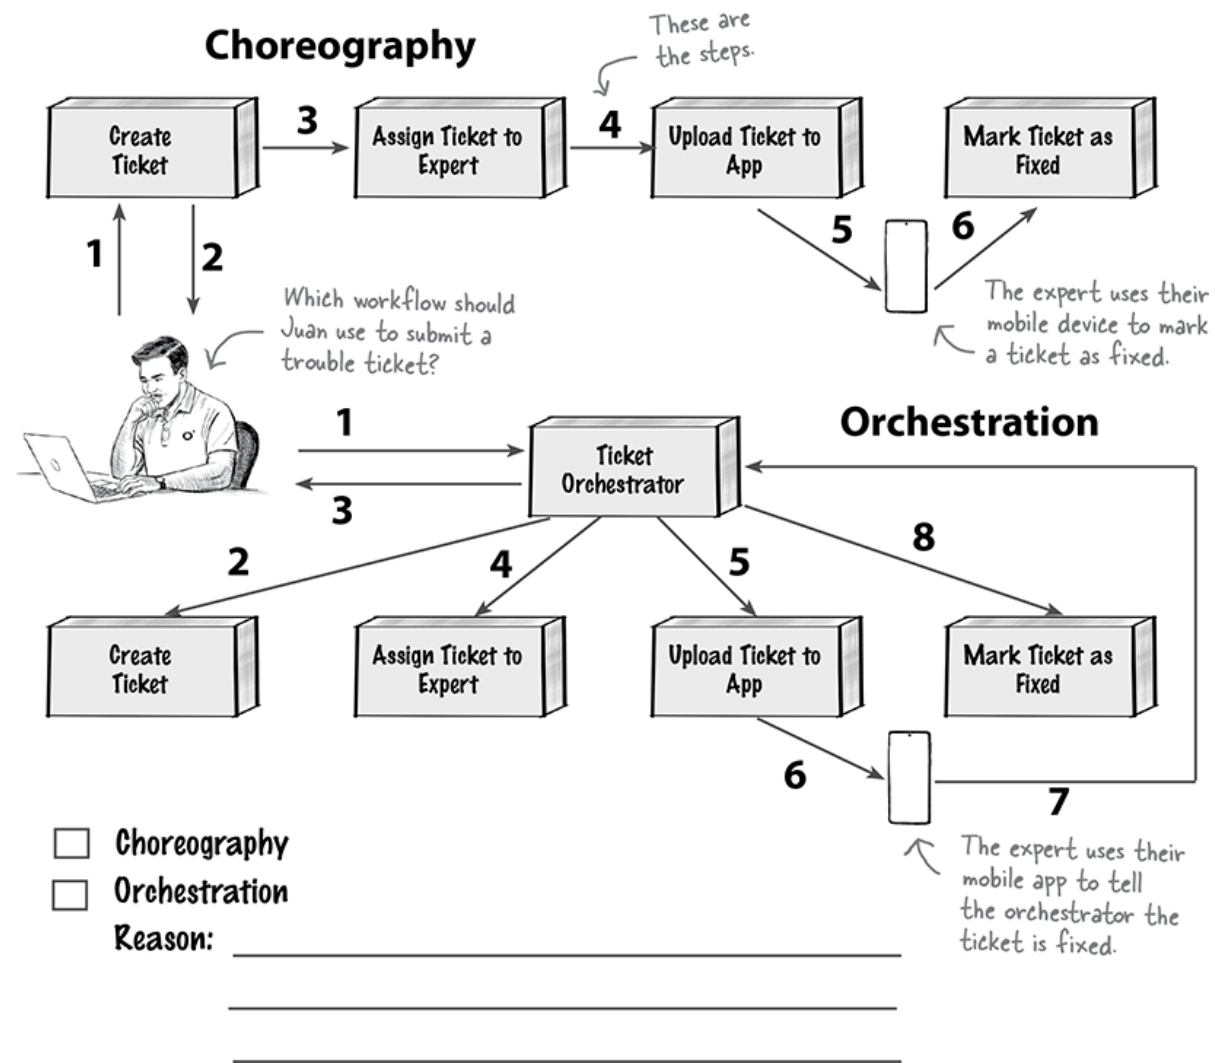 Choreography
These are
the steps.
Create
Ticket
3
Assign Ticket to
Expert
4
Upload Ticket to
App
Mark Ticket as
Fixed
1
2
5
6
Which workflow should
Juan use to submit a
trouble ticket?
The expert uses their
mobile device to mark
a ticket as fixed.
Orchestration
1
Ticket
Orchestrator
3
2
4
5
8
Create
Ticket
Assign Ticket to
Expert
Upload Ticket to
App
Mark Ticket as
Fixed
6
7
The expert uses their
mobile app to tell
the orchestrator the
ticket is fixed.
Choreography
Orchestration
Reason: